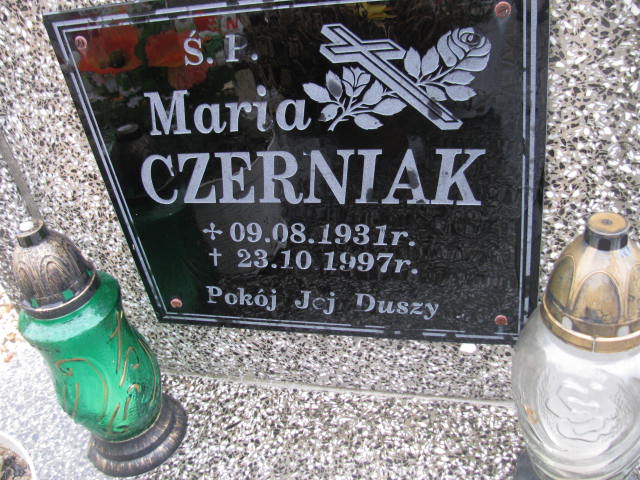 Ś. P.
Maria
CZERNIAK
✢ 09.08.1931r.
† 23.10 1997r.
Pokój Jej Duszy